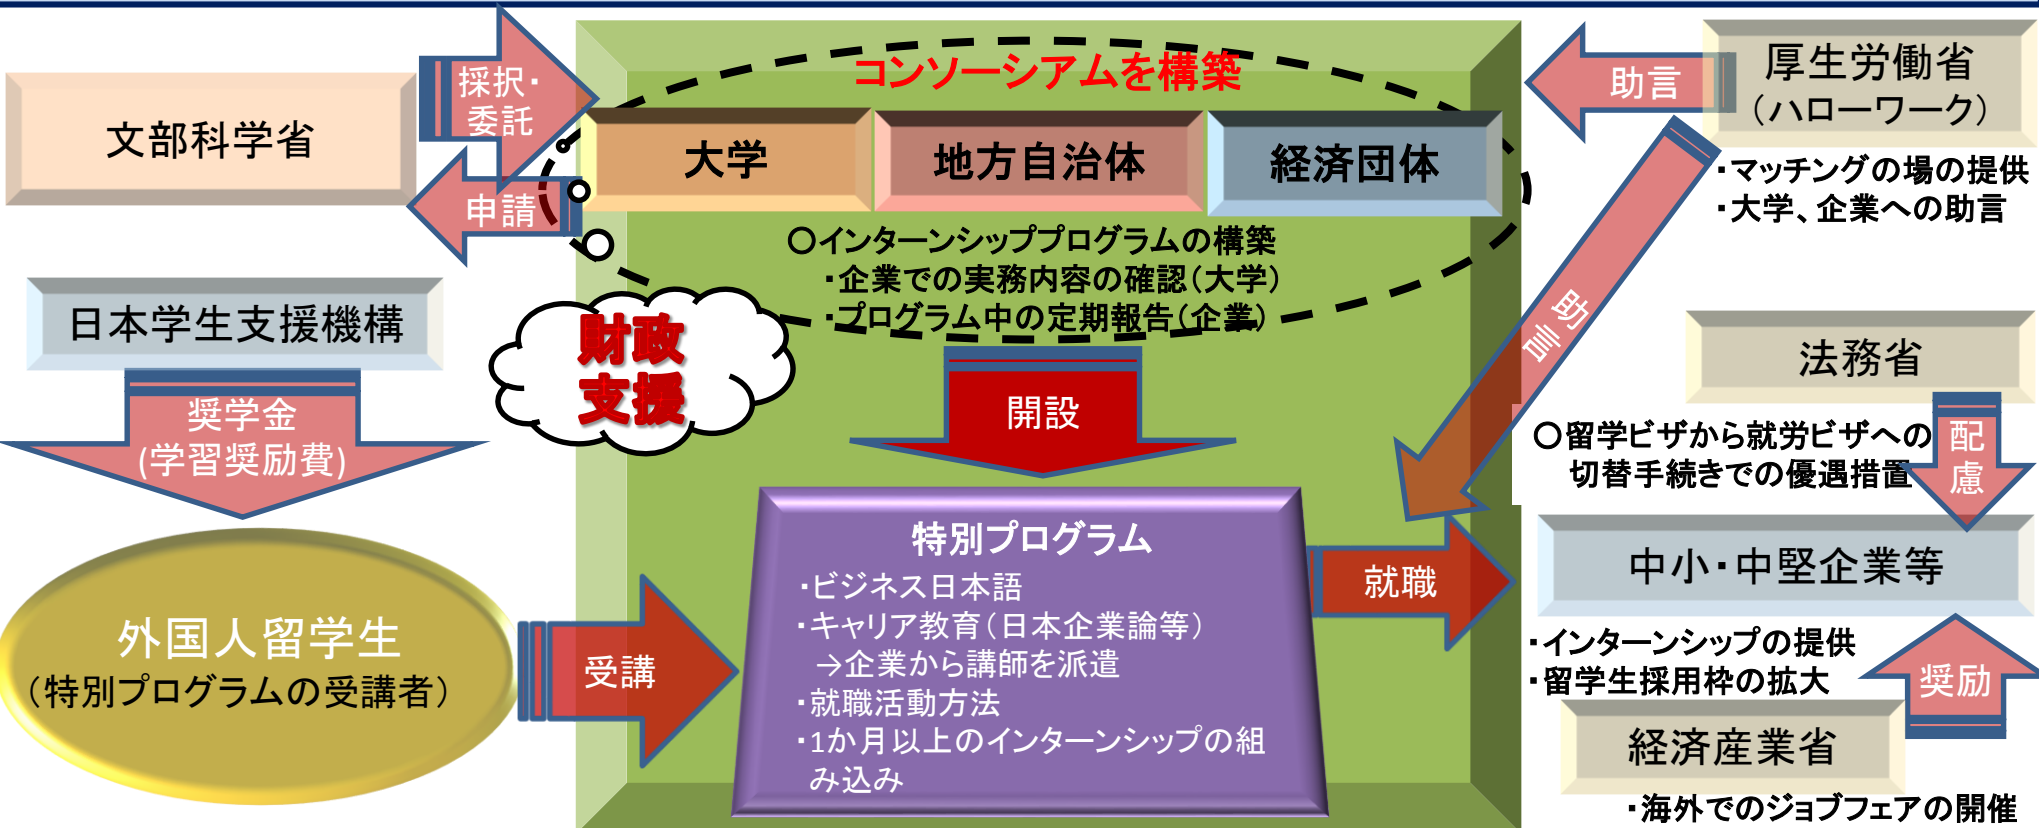 コンソーシアムを構築
文部科学省
採択・
委託
申請
大学
地方自治体
経済団体
助言
厚生労働省
（ハローワーク）
・マッチングの場の提供
・大学、企業への助言
〇インターンシッププログラムの構築
・企業での実務内容の確認（大学）
・プログラム中の定期報告（企業）
日本学生支援機構
財政
支援
助言
法務省
奨学金
(学習奨励費)
開設
〇留学ビザから就労ビザへの
切替手続きでの優遇措置
配
慮
特別プログラム
・ビジネス日本語
・キャリア教育（日本企業論等）
→企業から講師を派遣
・就職活動方法
・1か月以上のインターンシップの組
み込み
就職
中小・中堅企業等
外国人留学生
（特別プログラムの受講者）
受講
・インターンシップの提供
・留学生採用枠の拡大
奨励
経済産業省
・海外でのジョブフェアの開催